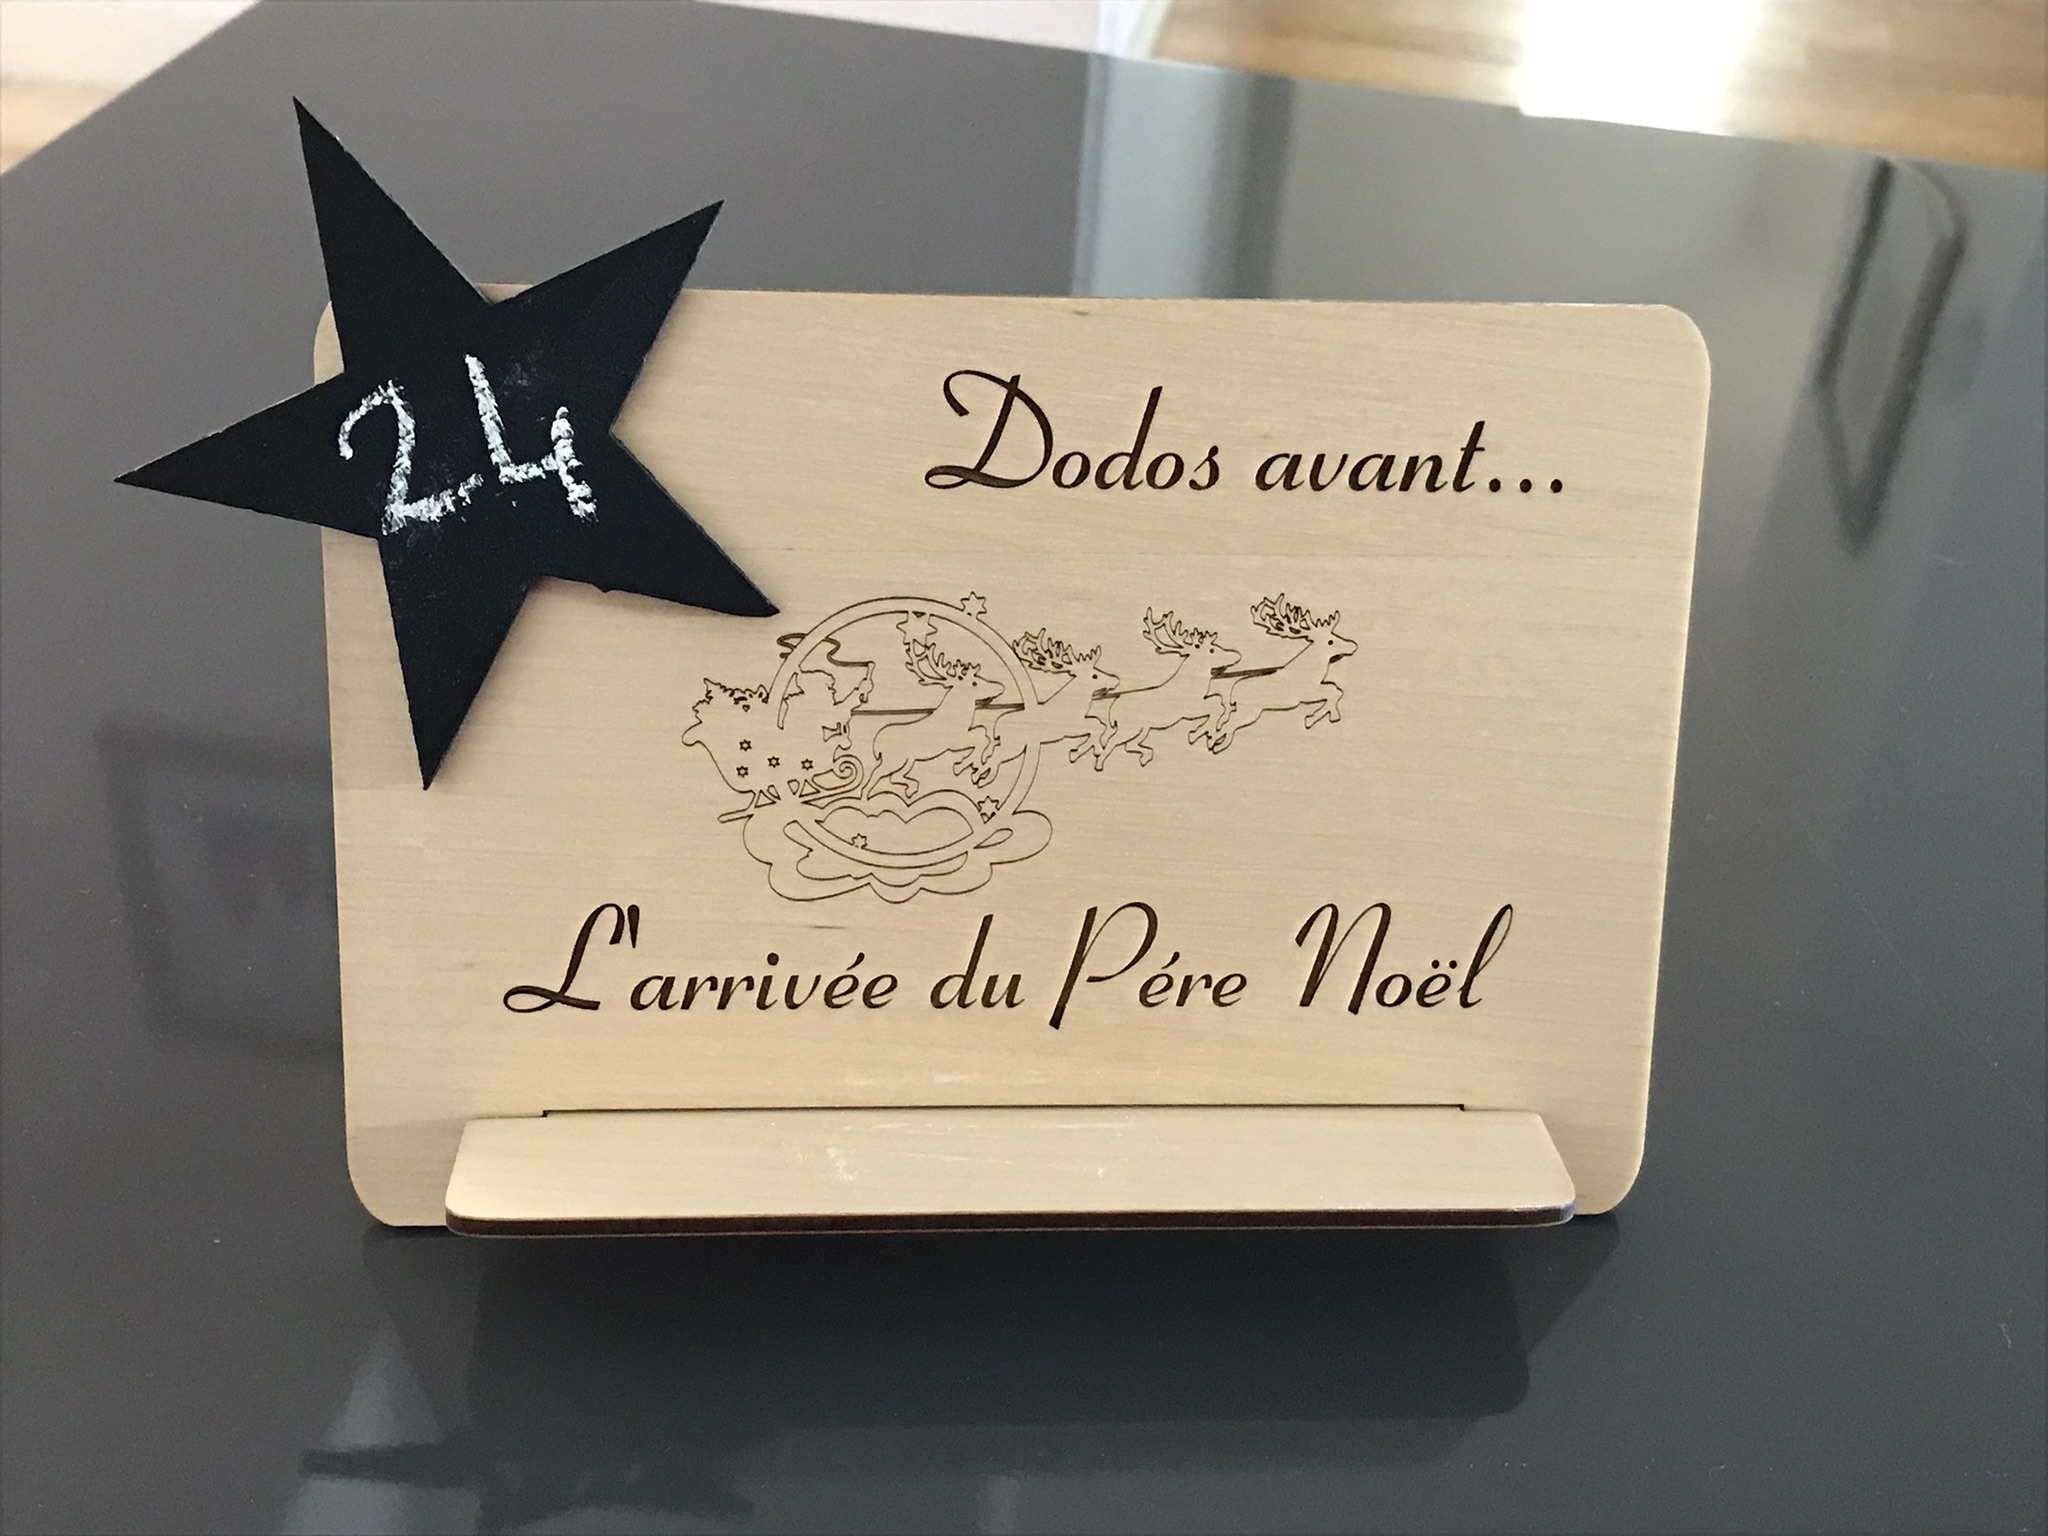 24
Dodos avant...
L'arrivée du Pére Noël